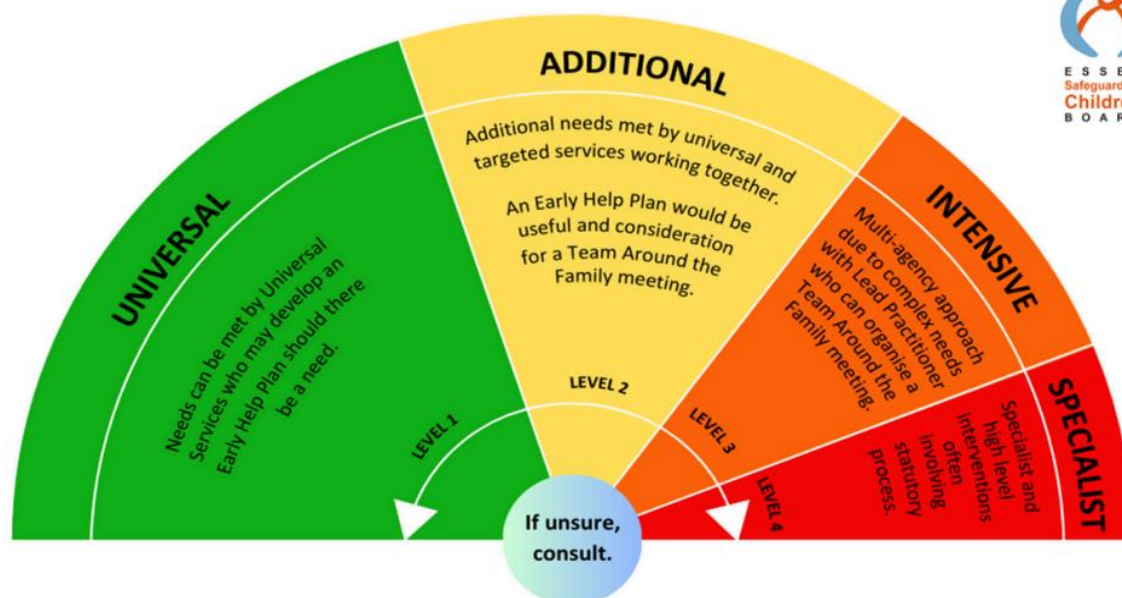 UNIVERSAL
Needs can be met by Universal
Services who may develop an
Early Help Plan should there
be a need.
LEVEL 1
ADDITIONAL
Additional needs met by universal and
targeted services working together.
An Early Help Plan would be
useful and consideration
for a Team Around the
Family meeting.
LEVEL 2
INTENSIVE
Multi-agency approach
due to complex needs
with Lead Practitioner
who can organise a
Team Around the
Family meeting.
LEVEL 3
SPECIALIST
Specialist and
high level
interventions
often
involving
statutory
process.
LEVEL 4
If unsure,
consult.